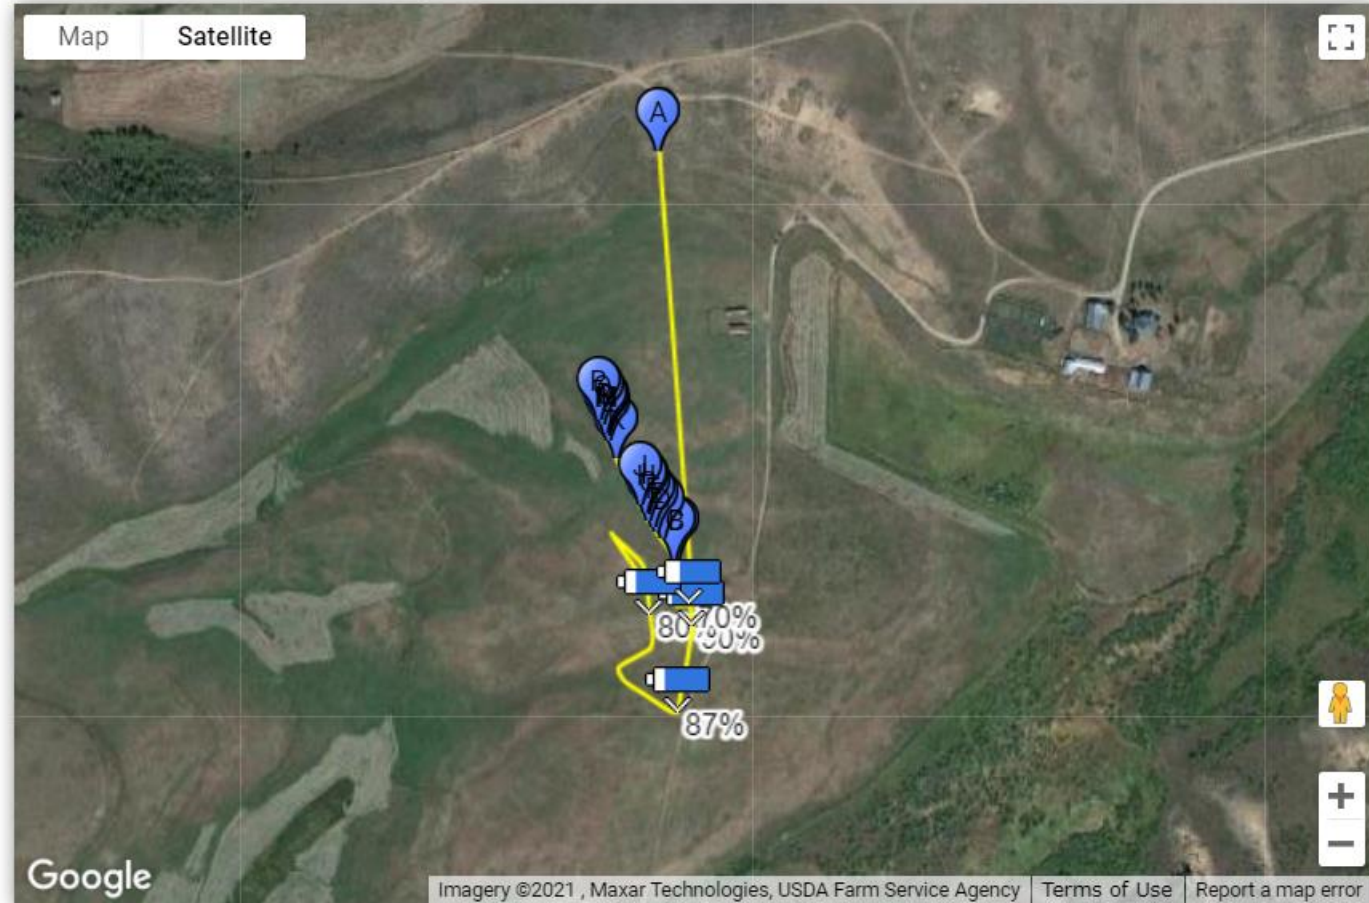 Map
Satellite
A
B
87%
Google
Imagery ©2021 , Maxar Technologies, USDA Farm Service Agency
Terms of Use
Report a map error